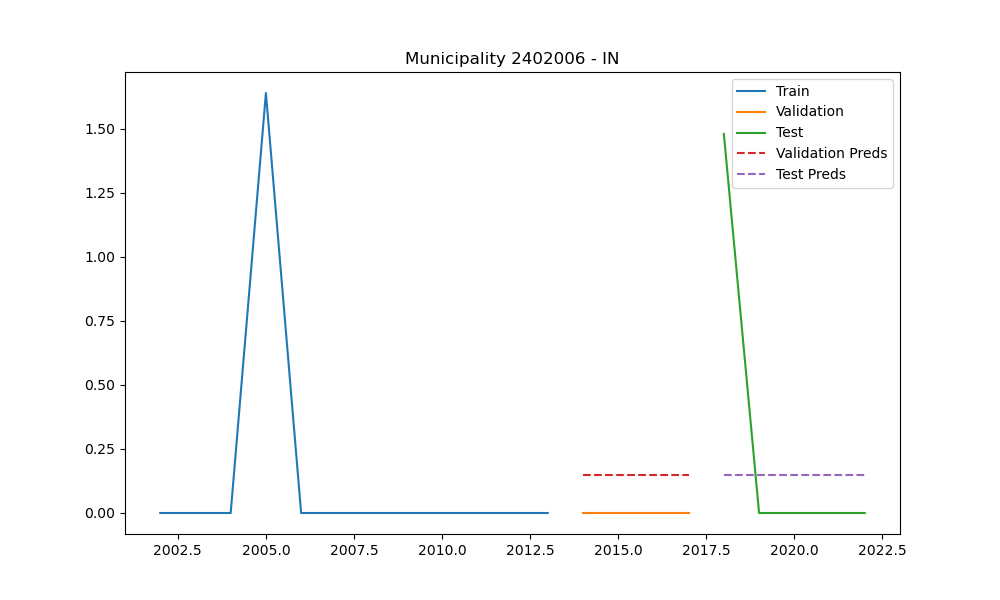 Municipality 2402006 - IN
Train
Validation
Test
Validation Preds
Test Preds
1.50
1.25
1.00
0.75
0.50
0.25
0.00
2002.5 2005.0 2007.5 2010.0 2012.5 2015.0 2017.5 2020.0 2022.5